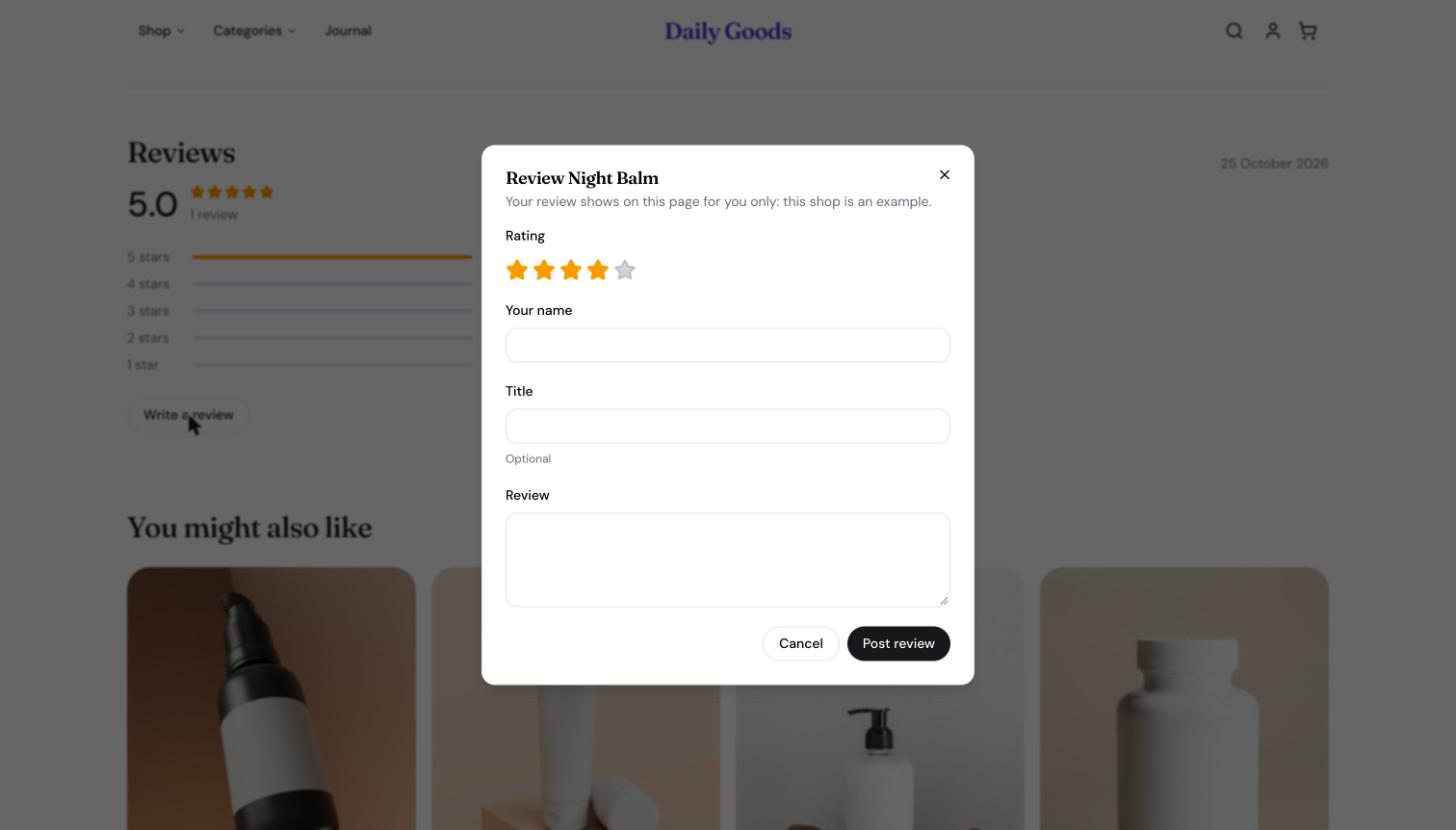 Shop
Categories
Journal
Daily Goods
Reviews
25 October 2026
5.0
1 review
5 stars
4 stars
3 stars
2 stars
1 star
Write a review
Review Night Balm
Your review shows on this page for you only: this shop is an example.
Rating
Your name
Title
Optional
Review
Cancel
Post review
You might also like